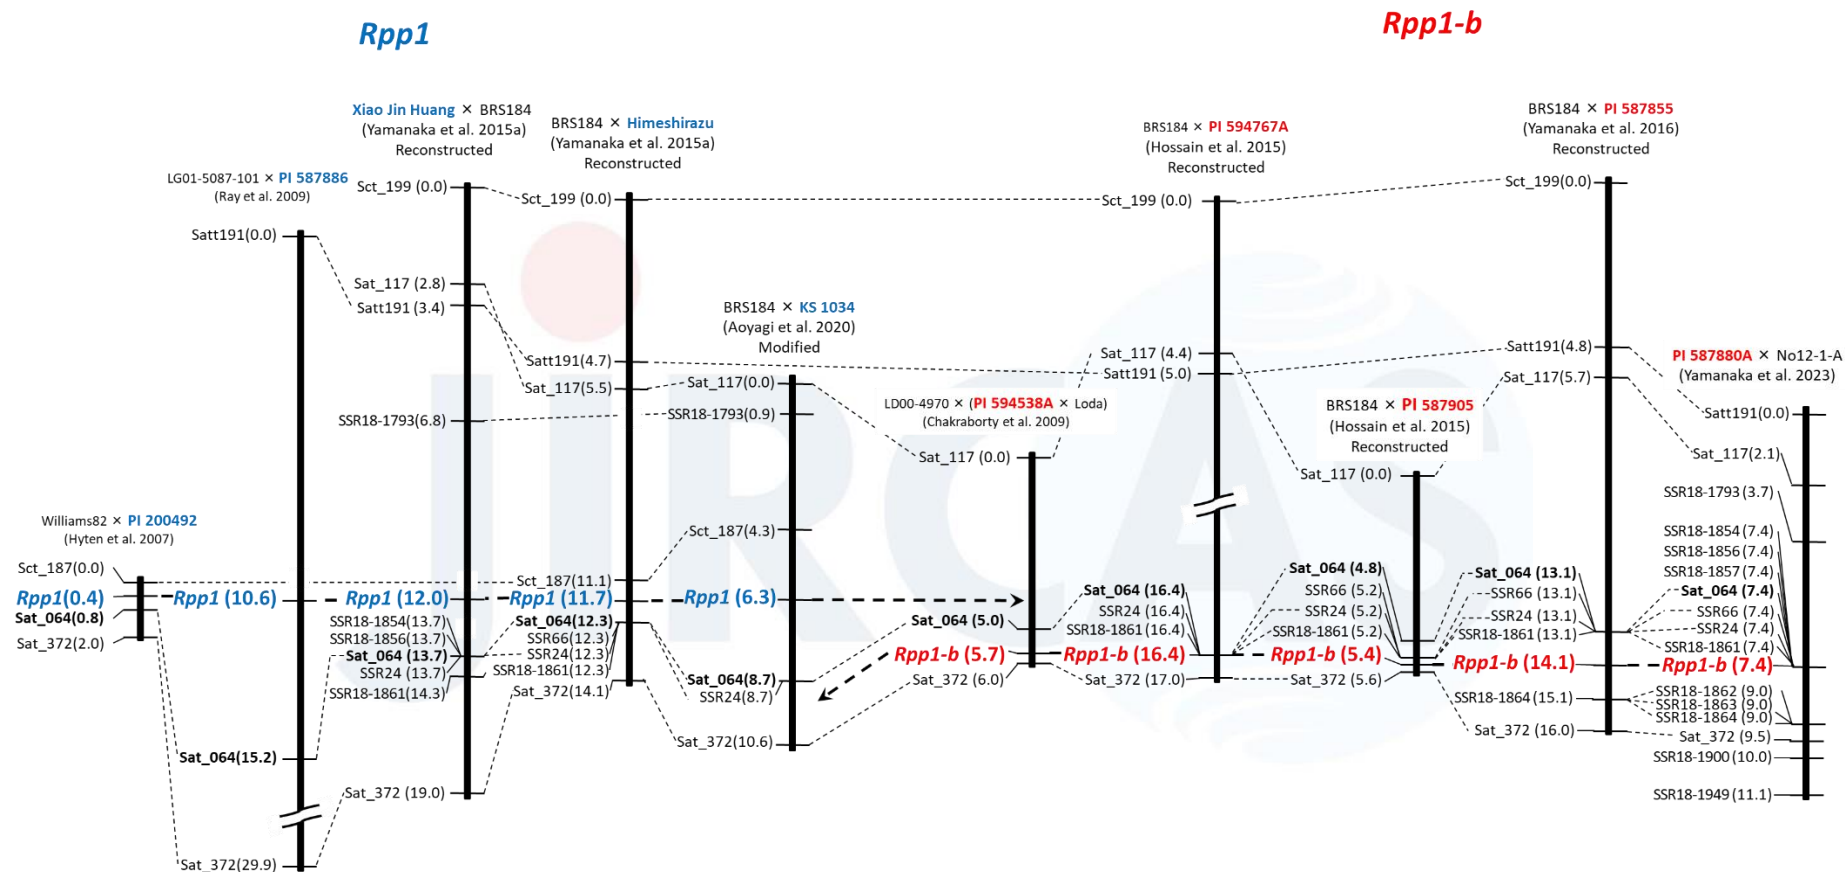 Rpp1
Rpp1-b
Williams82 × PI 200492
(Hyten et al. 2007)
Sct_187(0.0)
Rpp1(0.4)
Sat_064(0.8)
Sat_372(2.0)
LG01-5087-101 × PI 587886
(Ray et al. 2009)
Satt191(0.0)
Rpp1 (10.6)
Sat_064(15.2)
Sat_372(29.9)
Xiao Jin Huang × BRS184
(Yamanaka et al. 2015a)
Reconstructed
Sct_199 (0.0)
Sat_117 (2.8)
Satt191 (3.4)
SSR18-1793(6.8)
Rpp1 (12.0)
SSR18-1854(13.7)
SSR18-1856(13.7)
Sat_064 (13.7)
SSR24 (13.7)
SSR18-1861(14.3)
Sat_372 (19.0)
BRS184 × Himeshirazu
(Yamanaka et al. 2015a)
Reconstructed
Sct_199 (0.0)
Satt191(4.7)
Sat_117(5.5)
Sct_187(11.1)
Rpp1 (11.7)
Sat_064(12.3)
SSR66(12.3)
SSR24(12.3)
SSR18-1861(12.3)
Sat_372(14.1)
BRS184 × KS 1034
(Aoyagi et al. 2020)
Modified
Sat_117(0.0)
SSR18-1793(0.9)
Sct_187(4.3)
Rpp1 (6.3)
Sat_064(8.7)
SSR24(8.7)
Sat_372(10.6)
LD00-4970 × (PI 594538A × Loda)
(Chakraborty et al. 2009)
Sat_117 (0.0)
Sat_064 (5.0)
Rpp1-b (5.7)
Sat_372 (6.0)
BRS184 × PI 594767A
(Hossain et al. 2015)
Reconstructed
Sct_199 (0.0)
Sat_117 (4.4)
Satt191 (5.0)
Sat_064 (16.4)
SSR24 (16.4)
SSR18-1861 (16.4)
Rpp1-b (16.4)
Sat_372 (17.0)
BRS184 × PI 587905
(Hossain et al. 2015)
Reconstructed
Sat_117 (0.0)
Sat_064 (4.8)
SSR66 (5.2)
SSR24 (5.2)
SSR18-1861 (5.2)
Rpp1-b (5.4)
Sat_372 (5.6)
BRS184 × PI 587855
(Yamanaka et al. 2016)
Reconstructed
Sct_199(0.0)
Satt191(4.8)
Sat_117(5.7)
Sat_064 (13.1)
SSR66 (13.1)
SSR24 (13.1)
SSR18-1861 (13.1)
Rpp1-b (14.1)
SSR18-1864 (15.1)
Sat_372 (16.0)
PI 587880A × No12-1-A
(Yamanaka et al. 2023)
Satt191(0.0)
Sat_117(2.1)
SSR18-1793 (3.7)
SSR18-1854 (7.4)
SSR18-1856 (7.4)
SSR18-1857 (7.4)
Sat_064 (7.4)
SSR66 (7.4)
SSR24 (7.4)
SSR18-1861 (7.4)
Rpp1-b (7.4)
SSR18-1862 (9.0)
SSR18-1863 (9.0)
SSR18-1864 (9.0)
Sat_372 (9.5)
SSR18-1900 (10.0)
SSR18-1949 (11.1)
JIRCAS